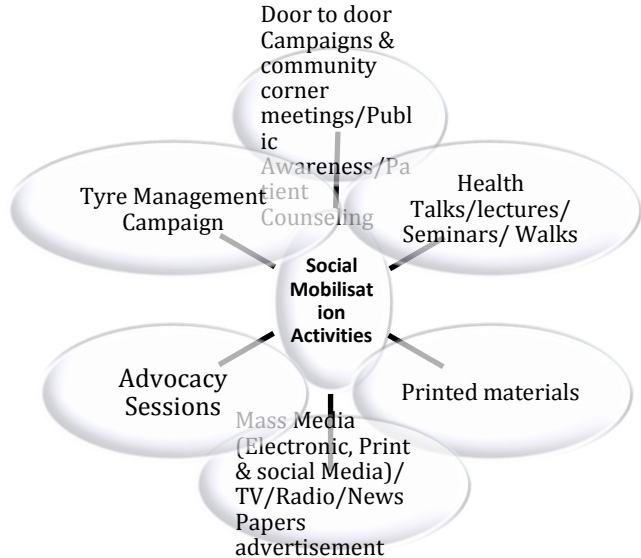 Door to door
Campaigns &
community
corner
meetings/Publ
ic
Awareness/Pa
tient
Counseling
Tyre Management
Campaign
Health
Talks/lectures/
Seminars/ Walks
Social
Mobilisat
ion
Activities
Advocacy
Sessions
Printed materials
Mass Media
(Electronic, Print
& social Media)/
TV/Radio/News
Papers
advertisement